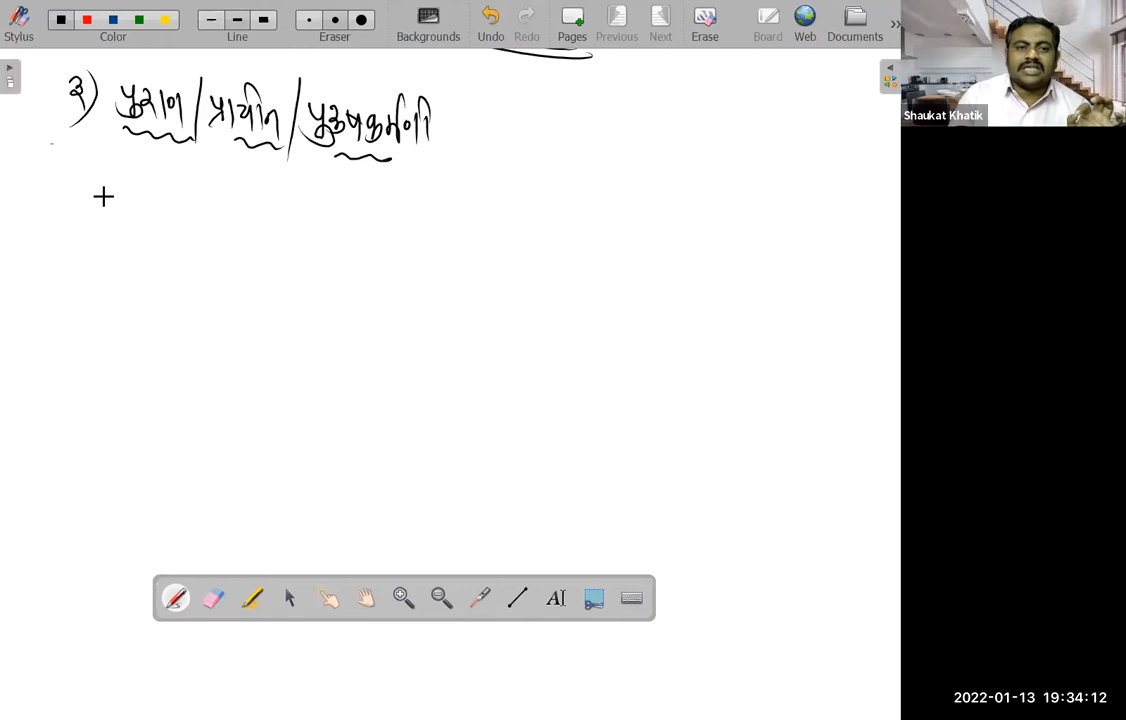 Stylus Color Line Eraser Backgrounds Undo Redo Pages Previous Next Erase Board Web Documents
Shaukat Khatik
३) पुराण / प्राचीन /
2022-01-13 19:34:12